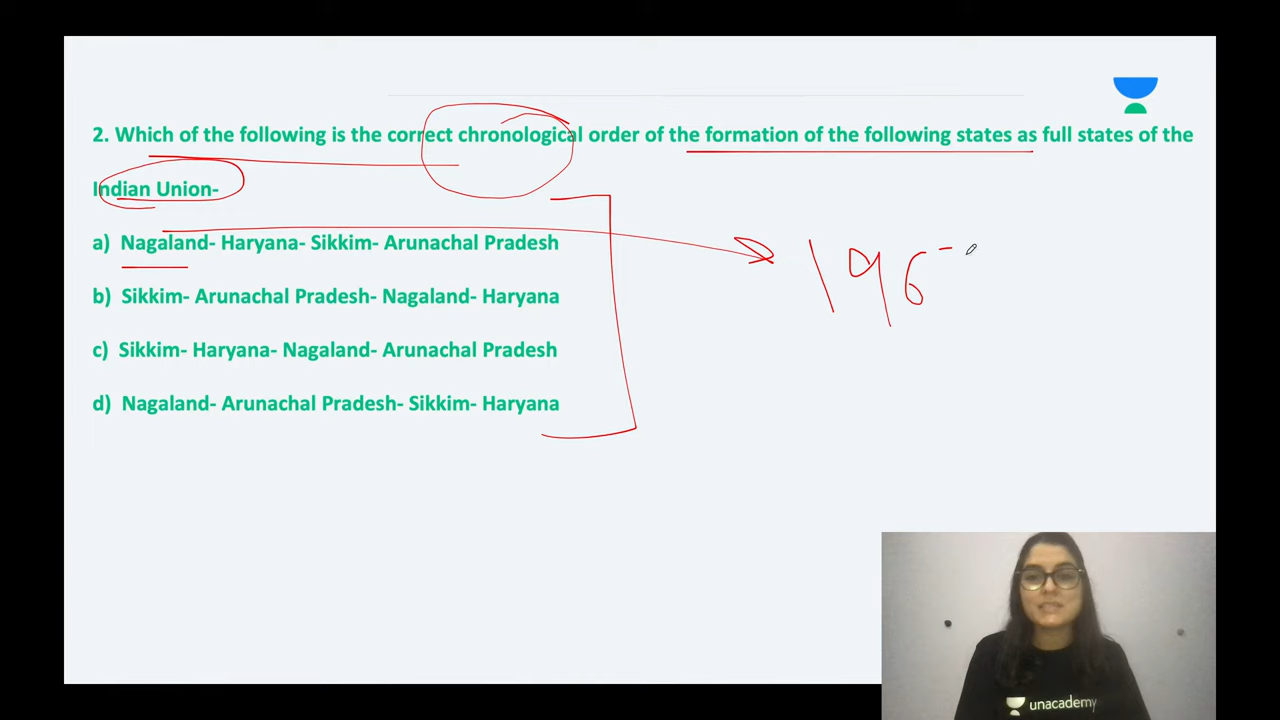 2. Which of the following is the correct chronological order of the formation of the following states as full states of the
Indian Union-
a) Nagaland- Haryana- Sikkim- Arunachal Pradesh
b) Sikkim- Arunachal Pradesh- Nagaland- Haryana
c) Sikkim- Haryana- Nagaland- Arunachal Pradesh
d) Nagaland- Arunachal Pradesh- Sikkim- Haryana
196
unacademy